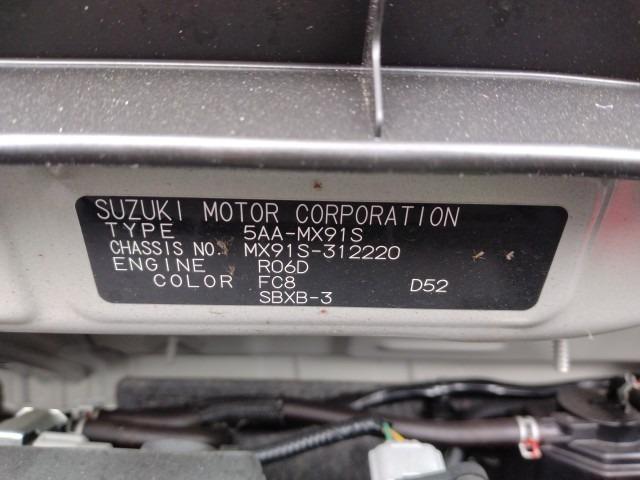 SUZUKI MOTOR CORPORATION
TYPE 5AA-MX91S
CHASSIS NO. MX91S-312220
ENGINE R06D
COLOR FC8 D52
SBXB-3